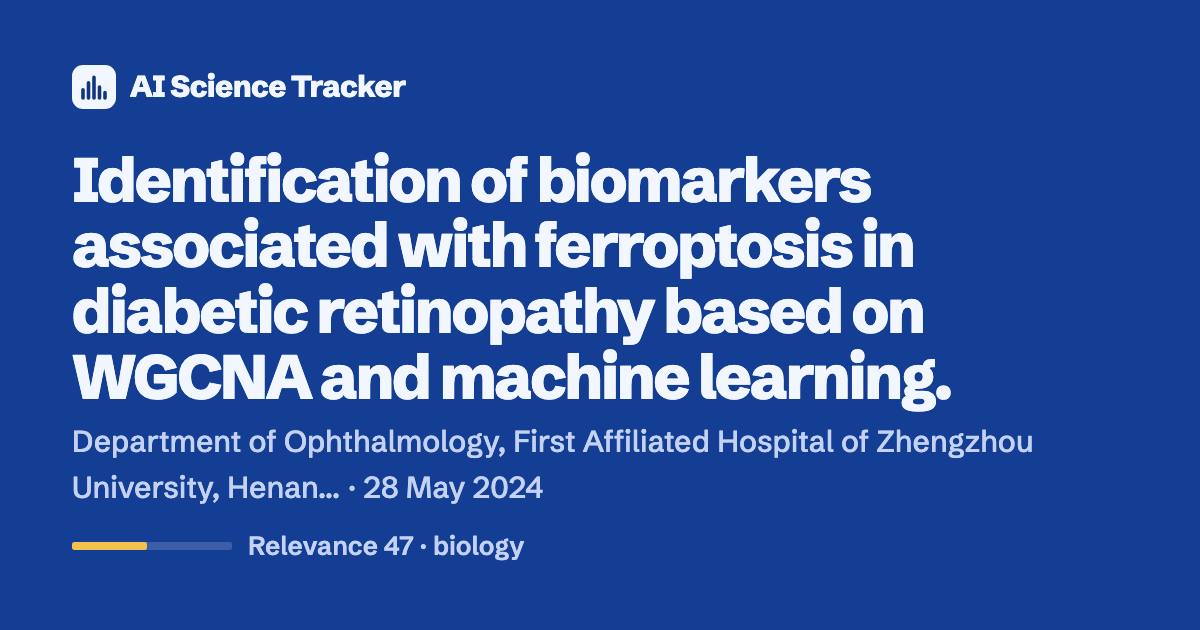 AI Science Tracker
Identification of biomarkers
associated with ferroptosis in
diabetic retinopathy based on
WGCNA and machine learning.
Department of Ophthalmology, First Affiliated Hospital of Zhengzhou
University, Henan... · 28 May 2024
Relevance 47 · biology